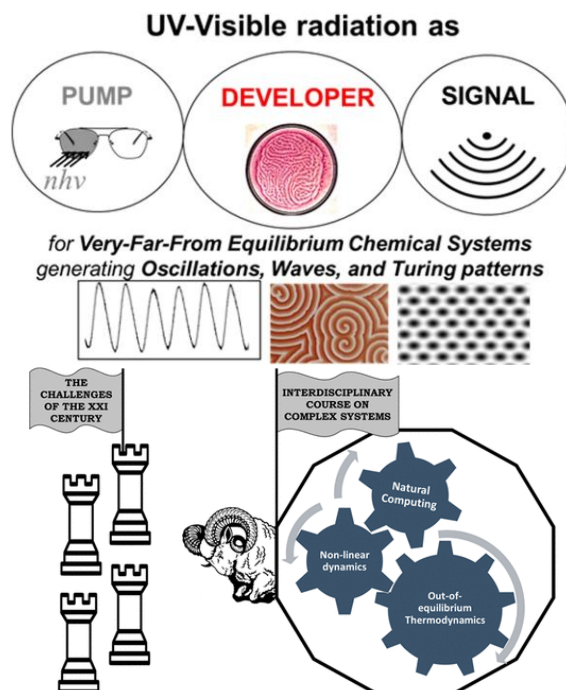 UV-Visible radiation as
PUMP
DEVELOPER
SIGNAL
nhν
for Very-Far-From Equilibrium Chemical Systems
generating Oscillations, Waves, and Turing patterns
THE
CHALLENGES
OF THE XXI
CENTURY
INTERDISCIPLINARY
COURSE ON
COMPLEX SYSTEMS
Natural
Computing
Non-linear
dynamics
Out-of-
equilibrium
Thermodynamics